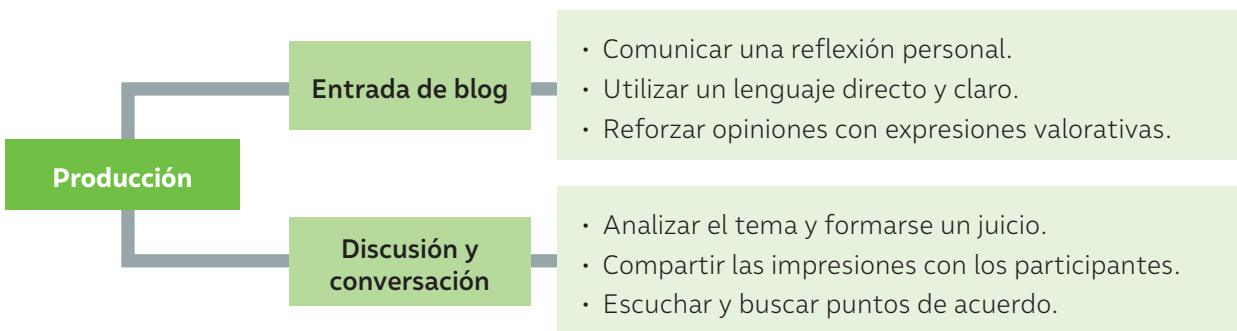 Producción
Entrada de blog
• Comunicar una reflexión personal.
• Utilizar un lenguaje directo y claro.
• Reforzar opiniones con expresiones valorativas.
Discusión y
conversación
• Analizar el tema y formarse un juicio.
• Compartir las impresiones con los participantes.
• Escuchar y buscar puntos de acuerdo.